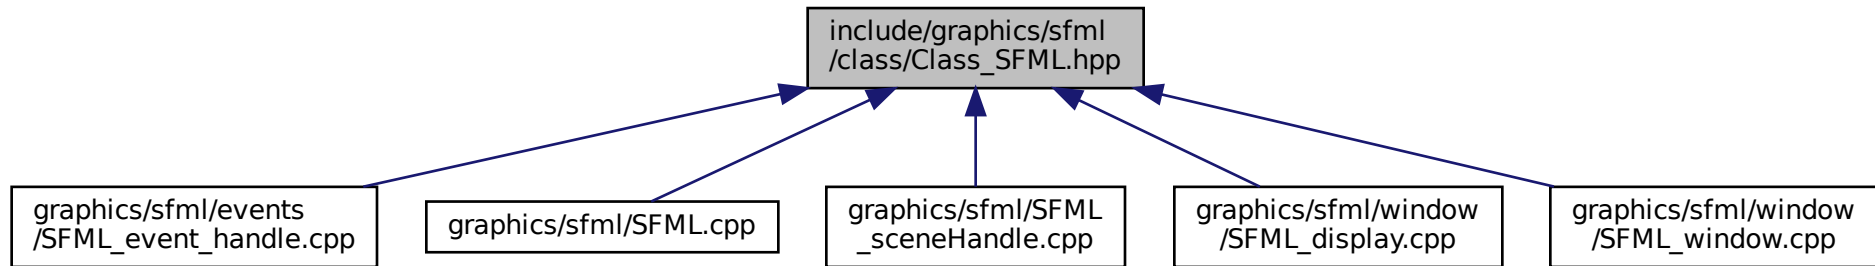 include/graphics/sfml
/class/Class_SFML.hpp
graphics/sfml/events
/SFML_event_handle.cpp
graphics/sfml/SFML.cpp
graphics/sfml/SFML
_sceneHandle.cpp
graphics/sfml/window
/SFML_display.cpp
graphics/sfml/window
/SFML_window.cpp